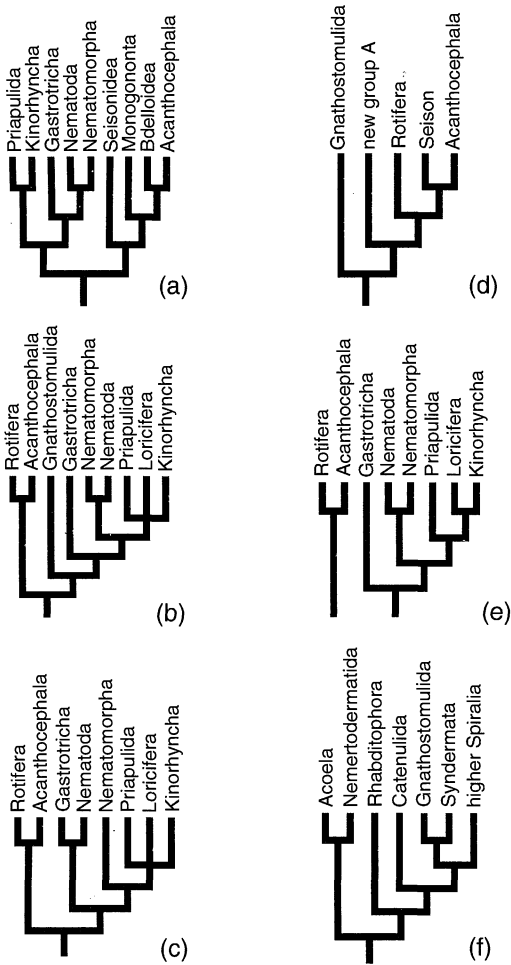 Priapulida
Kinorhyncha
Gastrotricha
Nematoda
Nematomorpha
Seisonidea
Monogononta
Bdelloidea
Acanthocephala
(a)
Gnathostomulida
new group A
Rotifera
Seison
Acanthocephala
(d)
Rotifera
Acanthocephala
Gnathostomulida
Gastrotricha
Nematomorpha
Nematoda
Priapulida
Loricifera
Kinorhyncha
(b)
Rotifera
Acanthocephala
Gastrotricha
Nematoda
Nematomorpha
Priapulida
Loricifera
Kinorhyncha
(e)
Rotifera
Acanthocephala
Gastrotricha
Nematoda
Nematomorpha
Priapulida
Loricifera
Kinorhyncha
(c)
Acoela
Nemertodermatida
Rhabditophora
Catenulida
Gnathostomulida
Syndermata
higher Spiralia
(f)